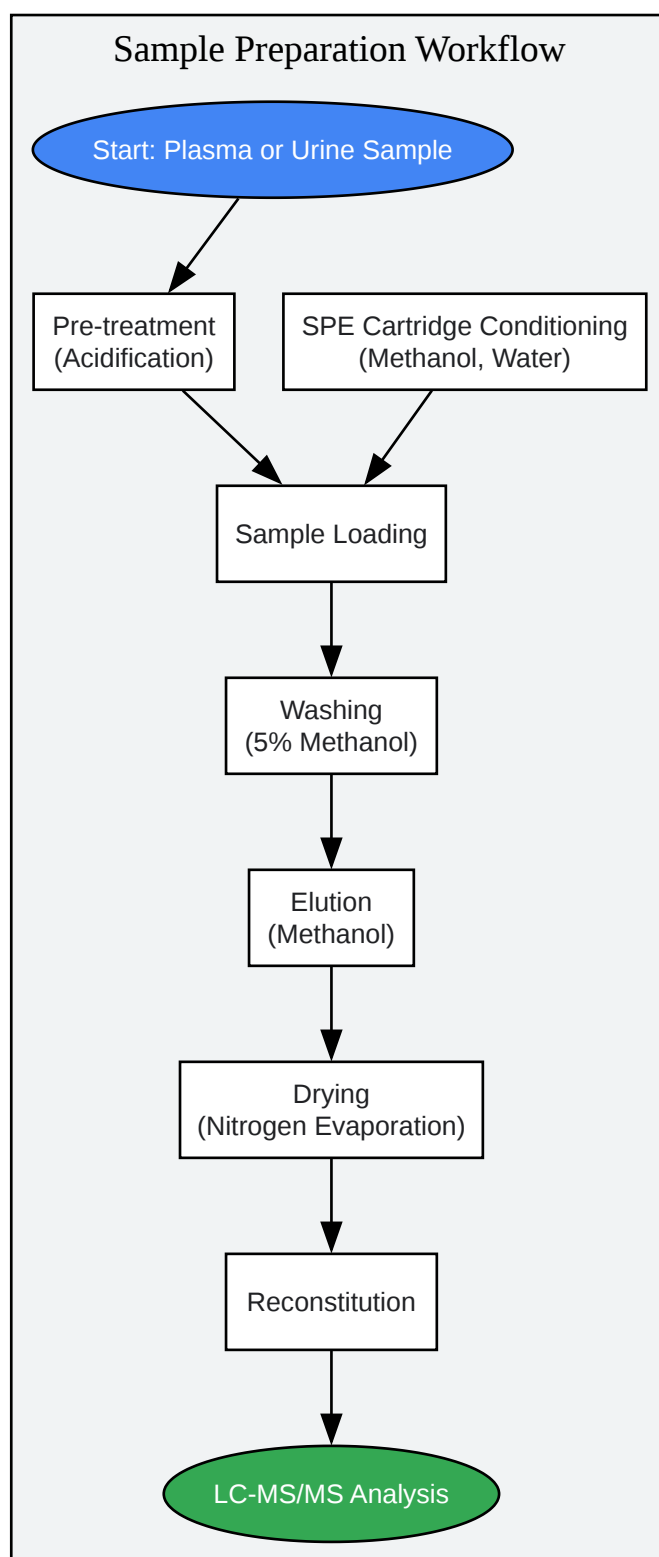 Sample Preparation Workflow
Start: Plasma or Urine Sample
Pre-treatment
(Acidification)
SPE Cartridge Conditioning
(Methanol, Water)
Sample Loading
Washing
(5% Methanol)
Elution
(Methanol)
Drying
(Nitrogen Evaporation)
Reconstitution
LC-MS/MS Analysis